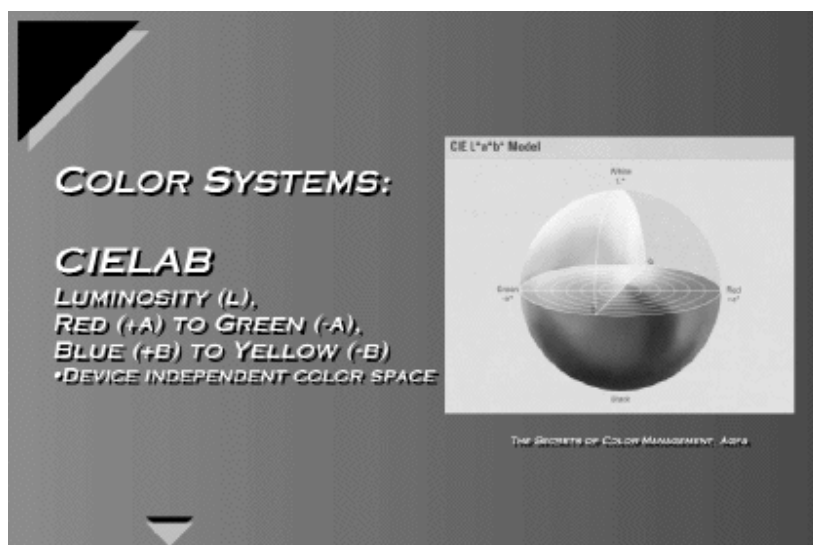 COLOR SYSTEMS:
CIELAB
LUMINOSITY (L),
RED (+A) TO GREEN (-A),
BLUE (+B) TO YELLOW (-B)
•DEVICE INDEPENDENT COLOR SPACE
CIE L*a*b* Model
White
L*
Green
-a*
Red
Black
THE SECRETS OF COLOR MANAGEMENT, AGFA